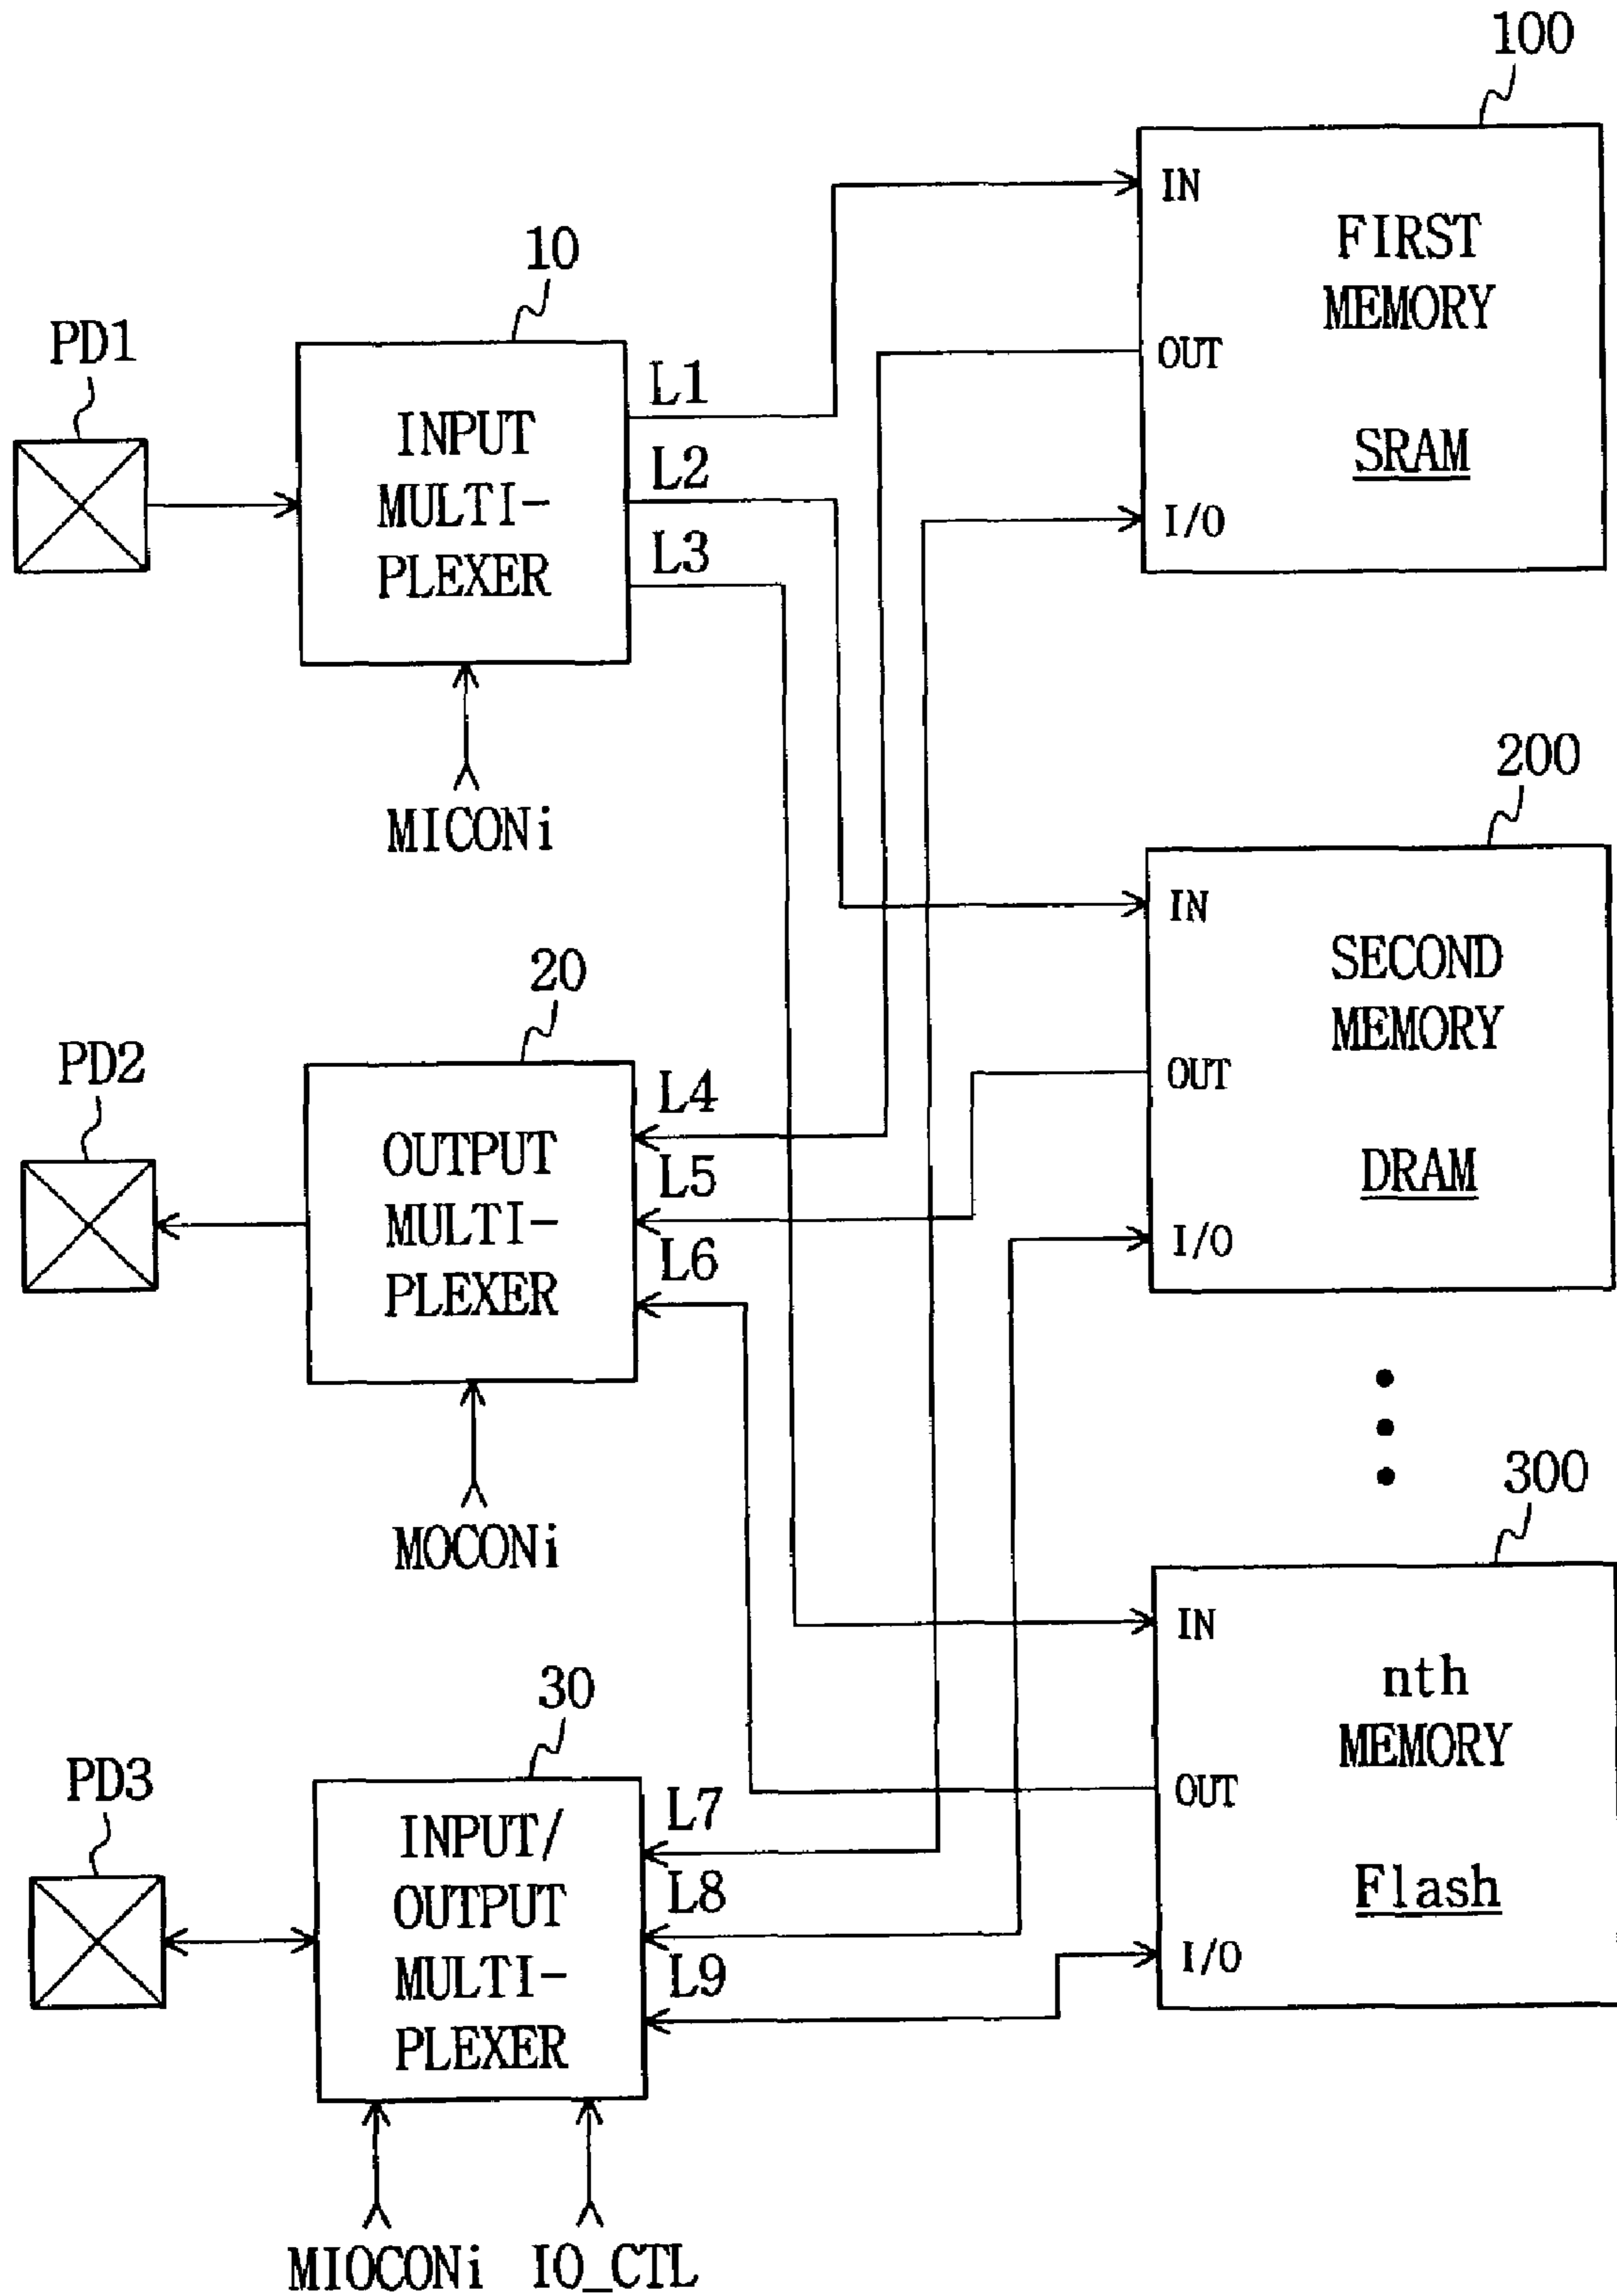 100
IN
FIRST
MEMORY
OUT
SRAM
I/O
10
PD1
INPUT
MULTI-
PLEXER
L1
L2
L3
MICONi
200
IN
SECOND
MEMORY
OUT
DRAM
I/O
20
PD2
OUTPUT
MULTI-
PLEXER
L4
L5
L6
MOCONi
300
IN
nth
MEMORY
OUT
Flash
I/O
30
PD3
INPUT/
OUTPUT
MULTI-
PLEXER
L7
L8
L9
MIOCONi
IO_CTL